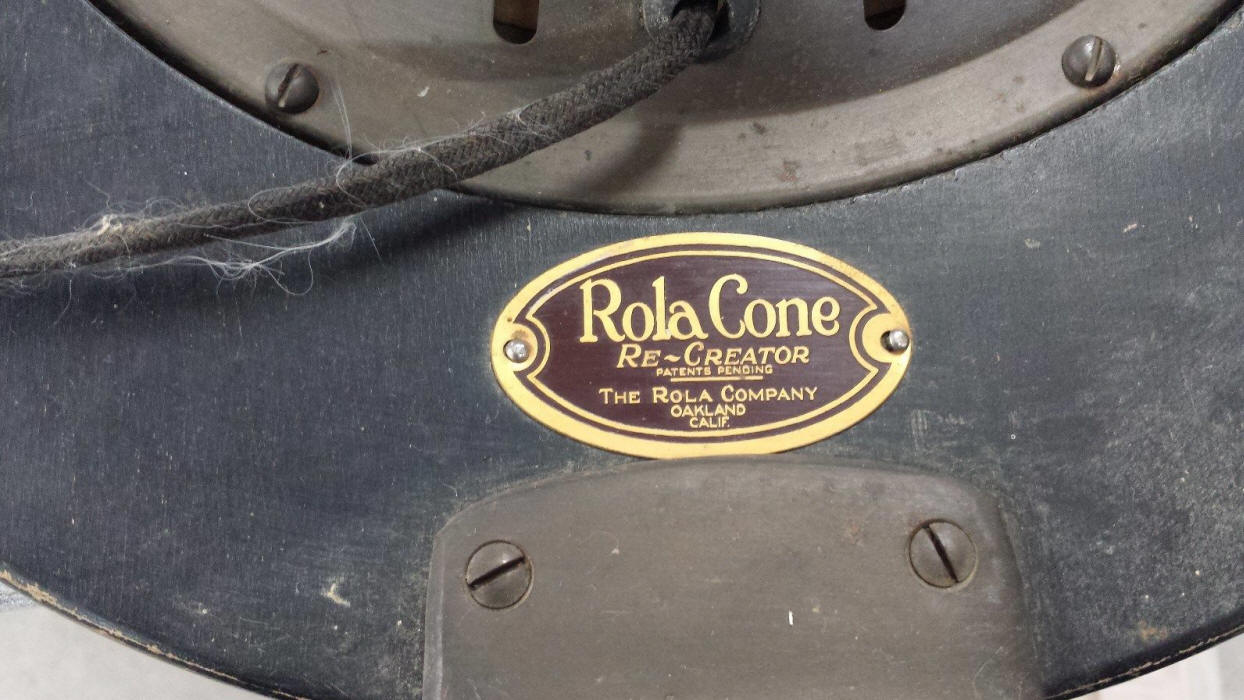 Rola Cone
RE~CREATOR
PATENTS PENDING
THE ROLA COMPANY
OAKLAND
CALIF.